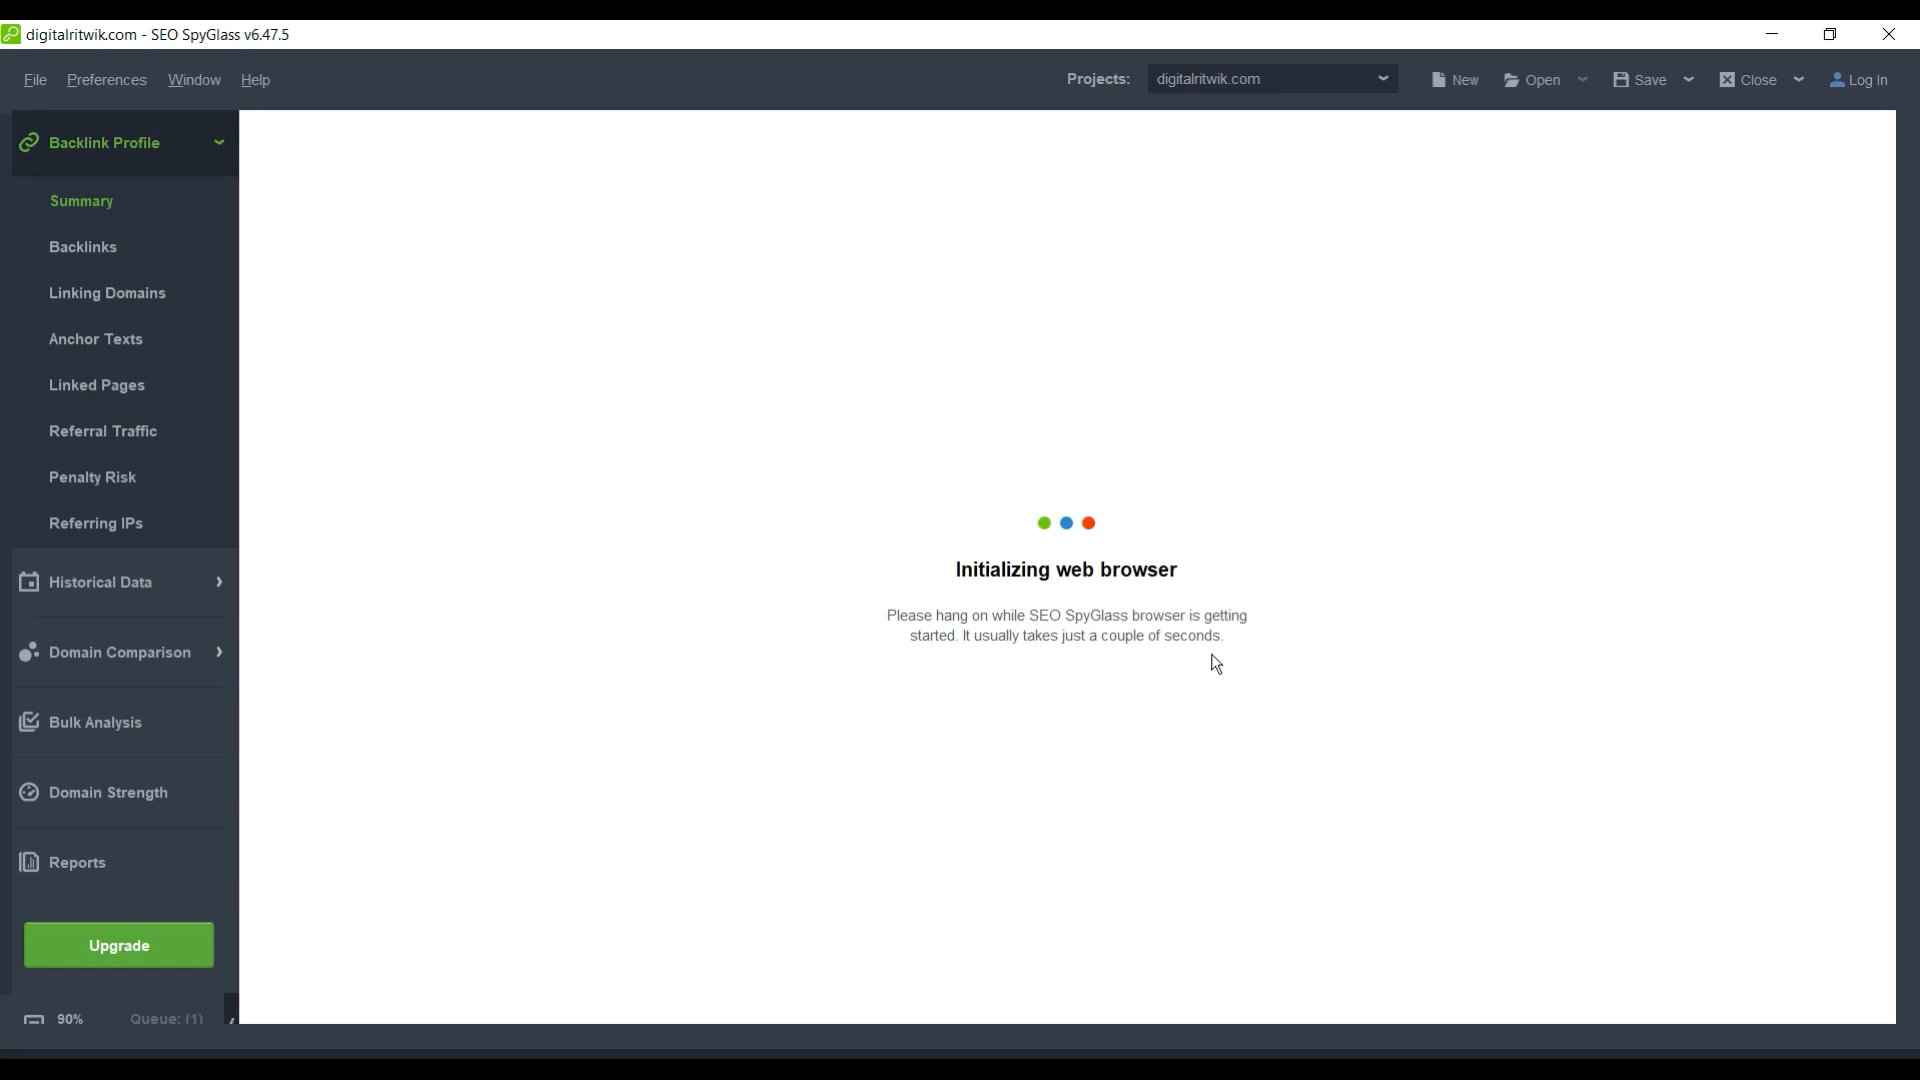 digitalritwik.com - SEO SpyGlass v6.47.5
File Preferences Window Help Projects: digitalritwik.com New Open Save Close Log In
Backlink Profile
Summary
Backlinks
Linking Domains
Anchor Texts
Linked Pages
Referral Traffic
Penalty Risk
Referring IPs
Historical Data
Domain Comparison
Bulk Analysis
Domain Strength
Reports
Upgrade
90% Queue: (1)
Initializing web browser
Please hang on while SEO SpyGlass browser is getting
started. It usually takes just a couple of seconds.